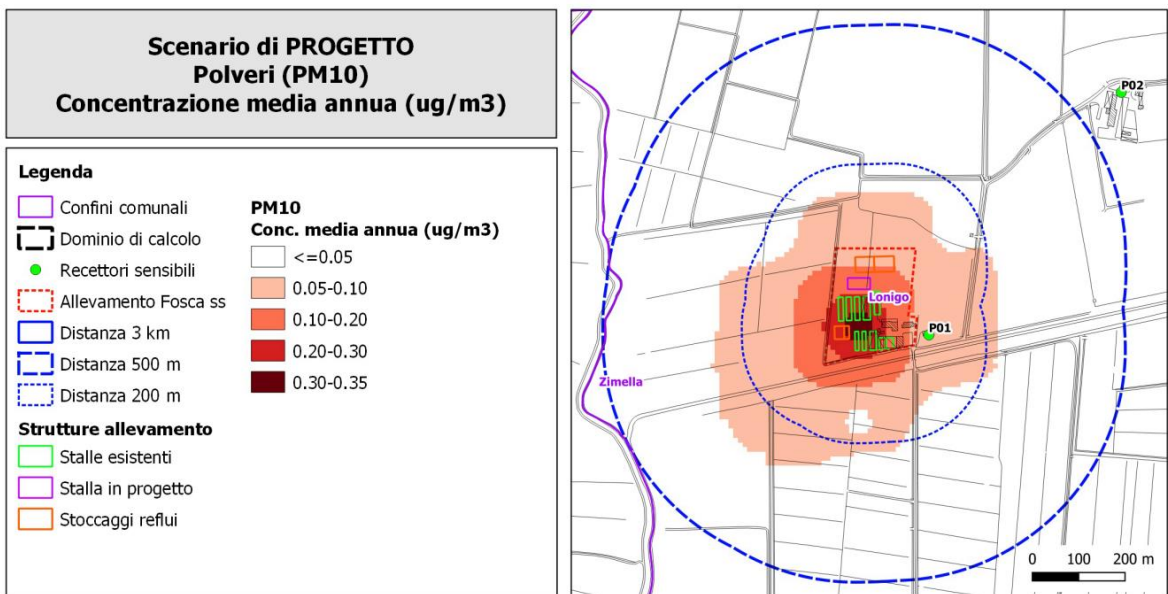 Scenario di PROGETTO
Polveri (PM10)
Concentrazione media annua (ug/m3)
Legenda
Confini comunali
Dominio di calcolo
Recettori sensibili
Allevamento Fosca ss
Distanza 3 km
Distanza 500 m
Distanza 200 m
Strutture allevamento
Stalle esistenti
Stalla in progetto
Stoccaggi reflui
PM10
Conc. media annua (ug/m3)
<=0.05
0.05-0.10
0.10-0.20
0.20-0.30
0.30-0.35
P02
Lonigo
P01
Zimella
0 100 200 m